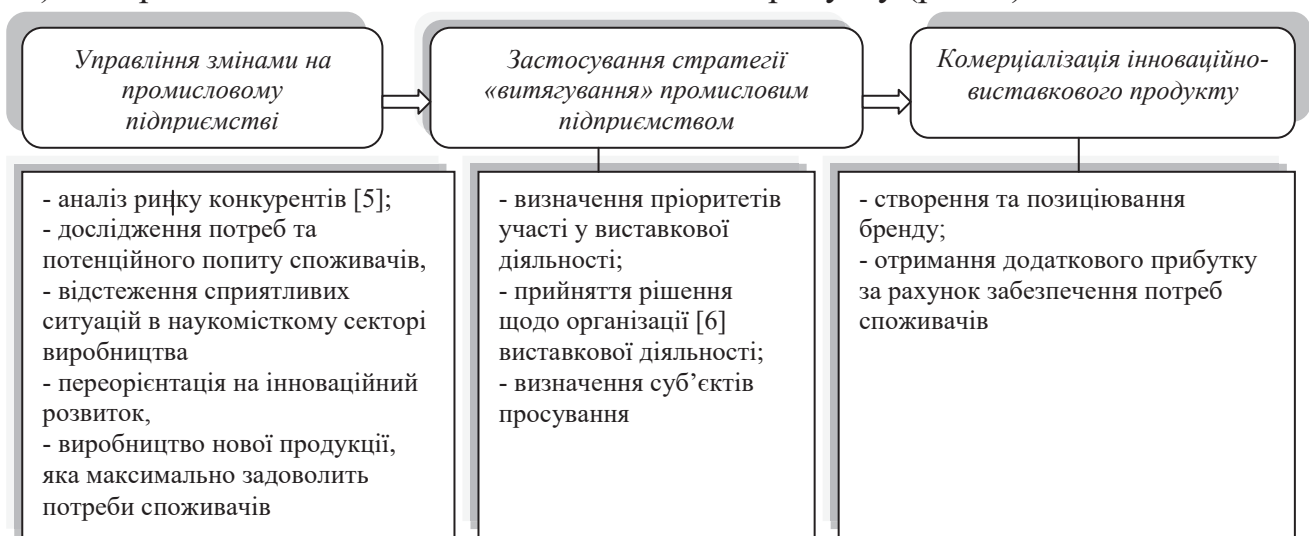 Управління змінами на
промисловому
підприємстві
Застосування стратегії
«витягування» промисловим
підприємством
Комерціалізація інноваційно-
виставкового продукту
- аналіз ринку конкурентів [5];
- дослідження потреб та
потенційного попиту споживачів,
- відстеження сприятливих
ситуацій в наукомісткому секторі
виробництва
- переорієнтація на інноваційний
розвиток,
- виробництво нової продукції,
яка максимально задоволить
потреби споживачів
- визначення пріоритетів
участі у виставкової
діяльності;
- прийняття рішення
щодо організації [6]
виставкової діяльності;
- визначення суб’єктів
просування
- створення та позиціювання
бренду;
- отримання додаткового прибутку
за рахунок забезпечення потреб
споживачів